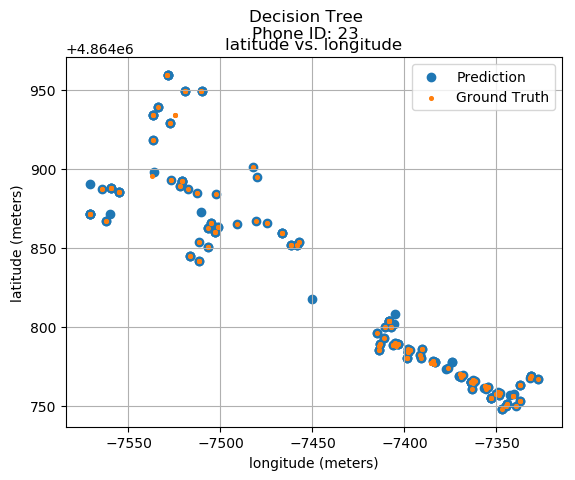 Decision Tree
Phone ID: 23
latitude vs. longitude
+4.864e6
Prediction
Ground Truth
950
900
850
800
750
latitude (meters)
−7550
−7500
−7450
−7400
−7350
longitude (meters)